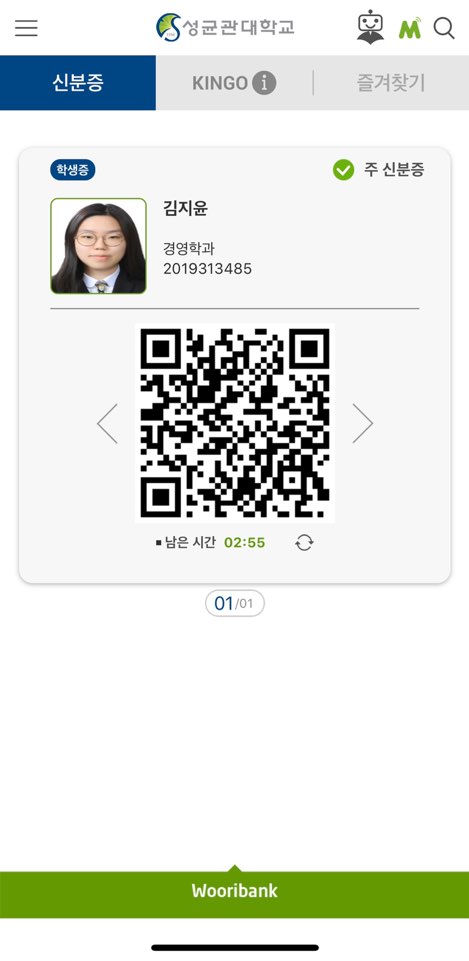 성균관대학교
신분증
KINGO
즐겨찾기
학생증
주 신분증
김지윤
경영학과
2019313485
남은 시간 02:55
01/01
Wooribank